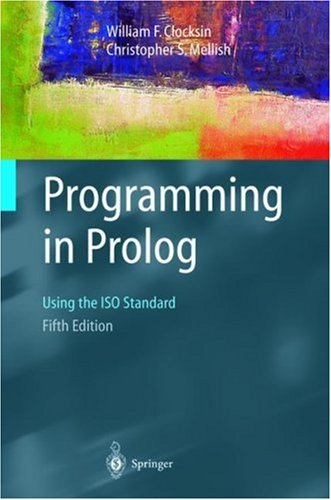 William F. Clocksin
Christopher S. Mellish
Programming
in Prolog
Using the ISO Standard
Fifth Edition
Springer